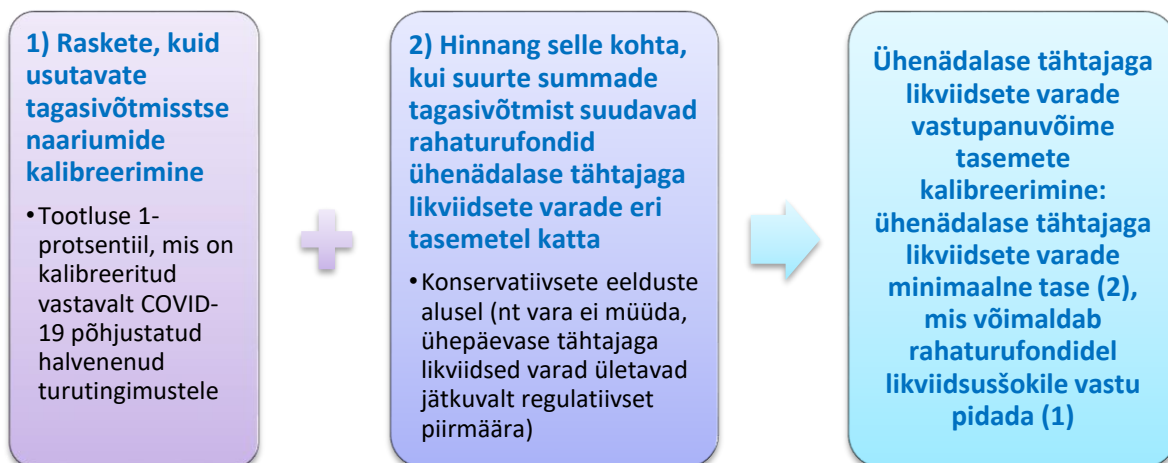 1) Raskete, kuid
usutavate
tagasivõtmisstse
naariumide
kalibreerimine
• Tootluse 1-
protsentiil, mis on
kalibreeritud
vastavalt COVID-
19 põhjustatud
halvenenud
turutingimustele
2) Hinnang selle kohta,
kui suurte summade
tagasivõtmist suudavad
rahaturufondid
ühenädalase tähtajaga
likviidsete varade eri
tasemetel katta
• Konservatiivsete eelduste
alusel (nt vara ei müüda,
ühepäevase tähtajaga
likviidsed varad ületavad
jätkuvalt regulatiivset
piirmäära)
Ühenädalase tähtajaga
likviidsete varade
vastupanuvõime
tasemete
kalibreerimine:
ühenädalase tähtajaga
likviidsete varade
minimaalne tase (2),
mis võimaldab
rahaturufondidel
likviidsusšokile vastu
pidada (1)